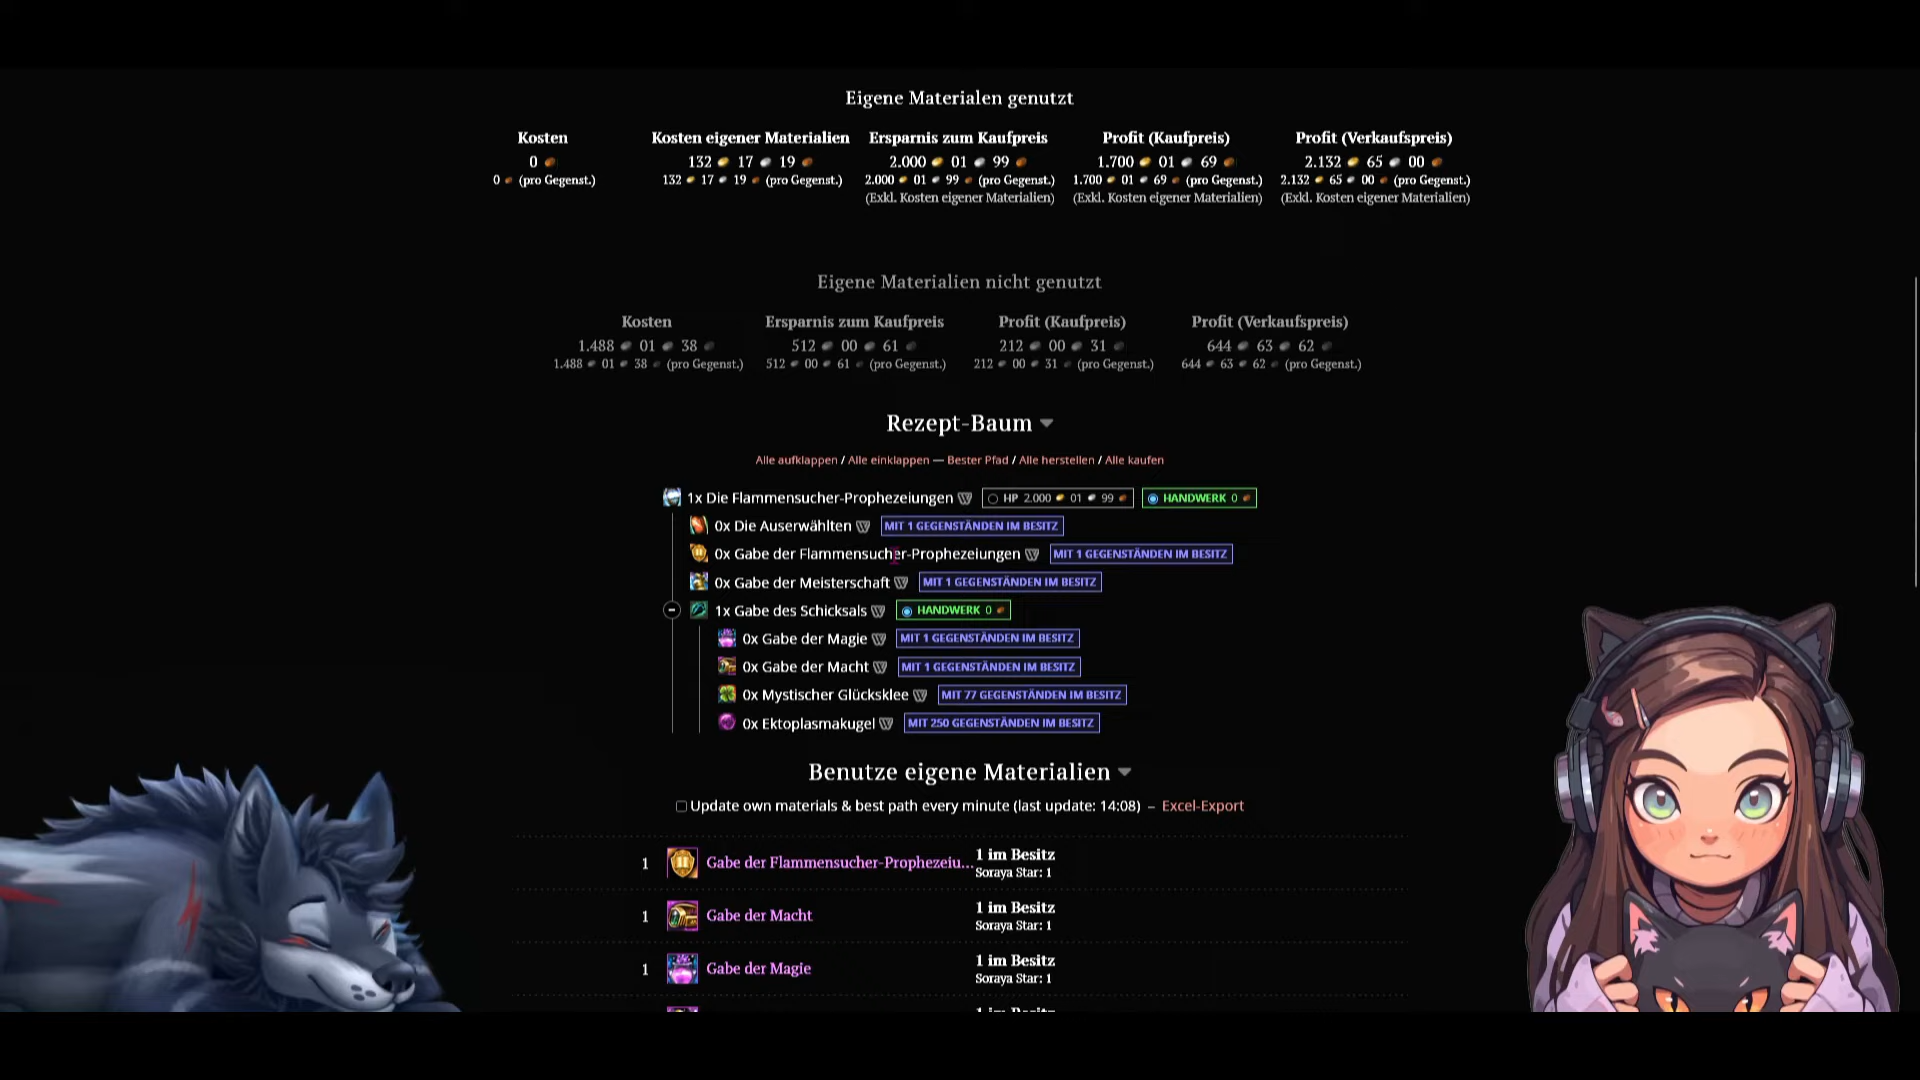 Eigene Materialen genutzt
Kosten Kosten eigener Materialien Ersparnis zum Kaufpreis Profit (Kaufpreis) Profit (Verkaufspreis)
0 132 17 19 2.000 01 99 1.700 01 69 2.132 65 00
0 (pro Gegenst.) 132 17 19 (pro Gegenst.) 2.000 01 99 (pro Gegenst.) 1.700 01 69 (pro Gegenst.) 2.132 65 00 (pro Gegenst.)
(Exkl. Kosten eigener Materialien) (Exkl. Kosten eigener Materialien) (Exkl. Kosten eigener Materialien)
Eigene Materialien nicht genutzt
Kosten Ersparnis zum Kaufpreis Profit (Kaufpreis) Profit (Verkaufspreis)
1.488 01 38 512 00 61 212 00 31 644 63 62
1.488 01 38 (pro Gegenst.) 512 00 61 (pro Gegenst.) 212 00 31 (pro Gegenst.) 644 63 62 (pro Gegenst.)
Rezept-Baum
Alle aufklappen / Alle einklappen — Bester Pfad / Alle herstellen / Alle kaufen
1x Die Flammensucher-Prophezeiungen HP 2.000 01 99 HANDWERK 0
0x Die Auserwählten MIT 1 GEGENSTÄNDEN IM BESITZ
0x Gabe der Flammensucher-Prophezeiungen MIT 1 GEGENSTÄNDEN IM BESITZ
0x Gabe der Meisterschaft MIT 1 GEGENSTÄNDEN IM BESITZ
1x Gabe des Schicksals HANDWERK 0
0x Gabe der Magie MIT 1 GEGENSTÄNDEN IM BESITZ
0x Gabe der Macht MIT 1 GEGENSTÄNDEN IM BESITZ
0x Mystischer Glücksklee MIT 77 GEGENSTÄNDEN IM BESITZ
0x Ektoplasmakugel MIT 250 GEGENSTÄNDEN IM BESITZ
Benutze eigene Materialien
Update own materials & best path every minute (last update: 14:08) – Excel-Export
1 Gabe der Flammensucher-Prophezeiu... 1 im Besitz
Soraya Star: 1
1 Gabe der Macht 1 im Besitz
Soraya Star: 1
1 Gabe der Magie 1 im Besitz
Soraya Star: 1